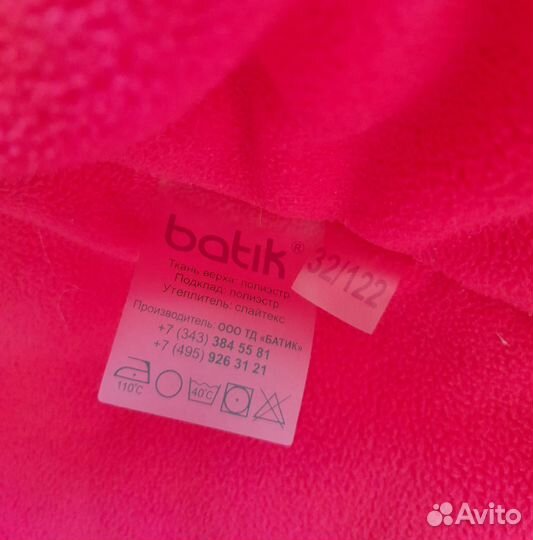 batik®
32/122
Ткань верха: полиэстр
Подклад: полиэстр
Утеплитель: слайтекс
Производитель: ООО ТД «БАТИК»
+7 (343) 384 55 81
+7 (495) 926 31 21
110°C
40°C
Avito